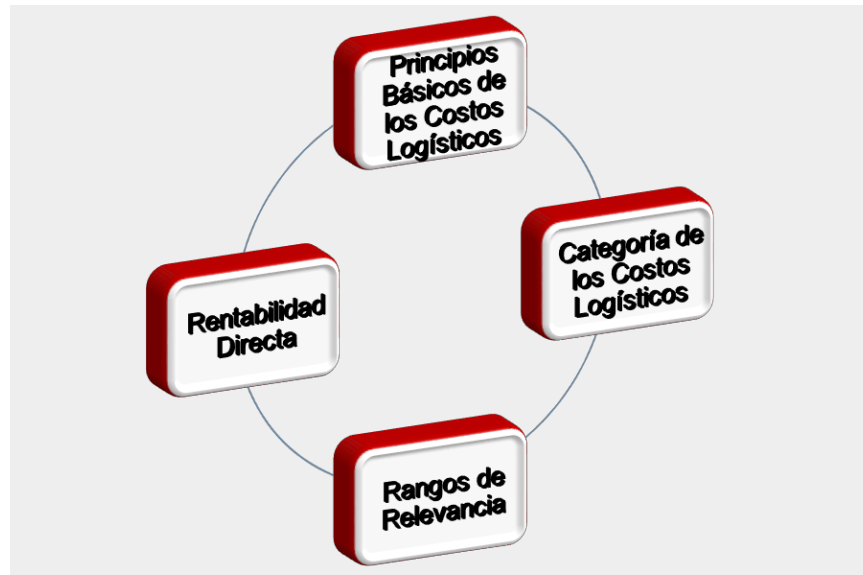 Principios
Básicos de
los Costos
Logísticos
Categoría de
los Costos
Logísticos
Rangos de
Relevancia
Rentabilidad
Directa